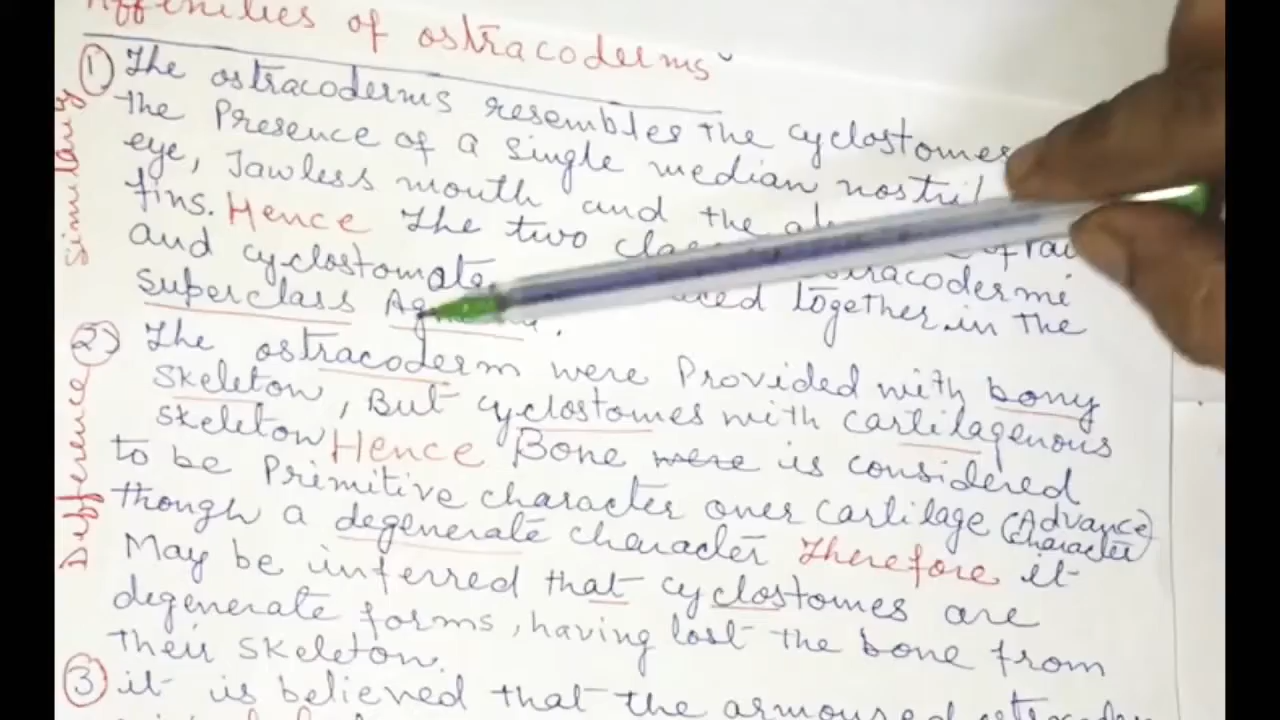 Affenities of ostracoderms
Similarity
① The ostracoderms resembles the cyclostomes
the Presence of a single median nostril
eye, Jawless mouth and the
fins. Hence The two
and cyclostomata together in the
superclass
Difference
② The ostracoderm were Provided with bony
skeleton, But cyclostomes with cartilagenous
skeleton Hence Bone were is considered
to be Primitive character over cartilage (Advance character)
though a degenerate character Therefore it
May be inferred that cyclostomes are
degenerate forms, having lost the bone from
their skeleton.
③ it is believed that the armoured